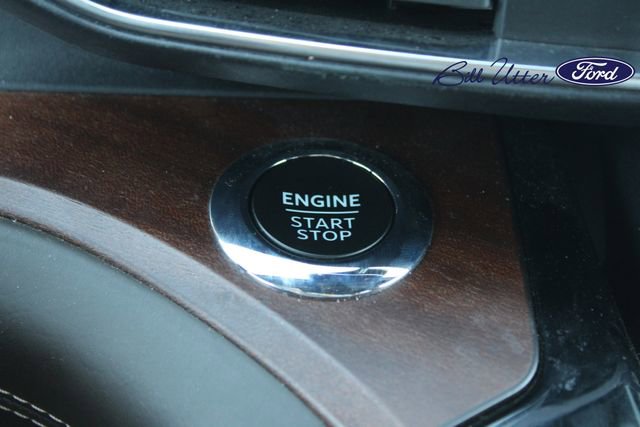 Bill Utter Ford
ENGINE
START
STOP